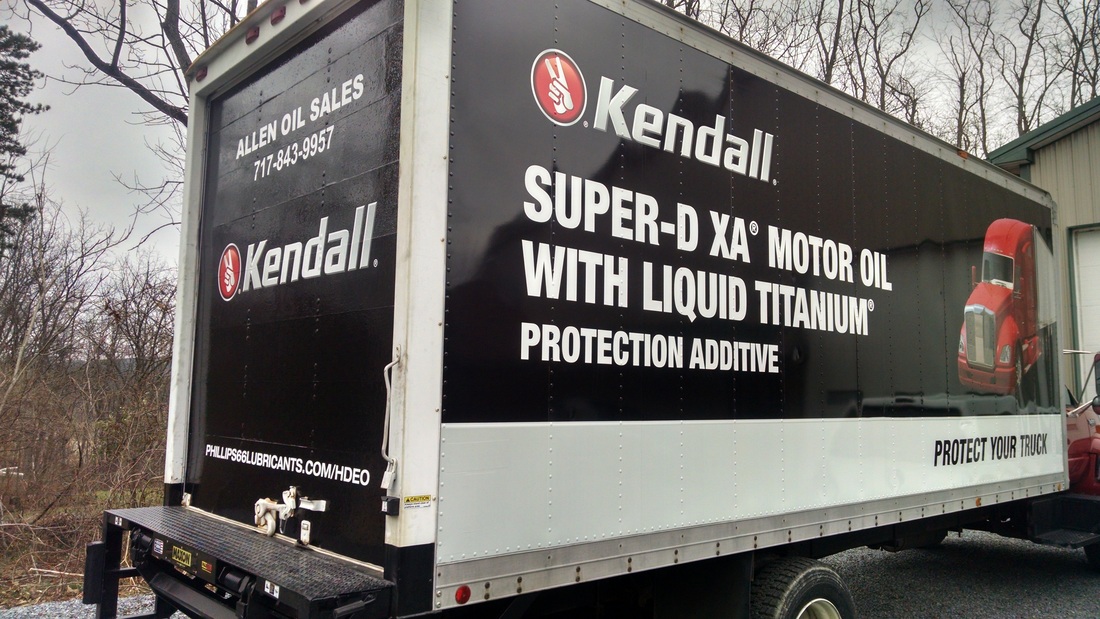 ALLEN OIL SALES
717-843-9957
Kendall®
PHILLIPS66LUBRICANTS.COM/HDEO
MAXON
CAUTION
Kendall®
SUPER-D XA® MOTOR OIL
WITH LIQUID TITANIUM®
PROTECTION ADDITIVE
PROTECT YOUR TRUCK